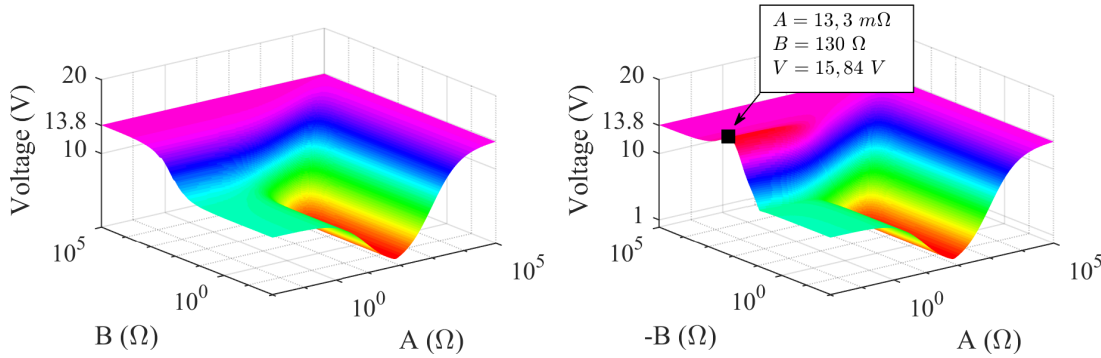 Voltage (V)
20
13.8
10
10^5
10^0
B (Ω)
10^0
10^5
A (Ω)
A = 13, 3 mΩ
B = 130 Ω
V = 15, 84 V
Voltage (V)
20
13.8
10
1
10^5
10^0
-B (Ω)
10^0
10^5
A (Ω)